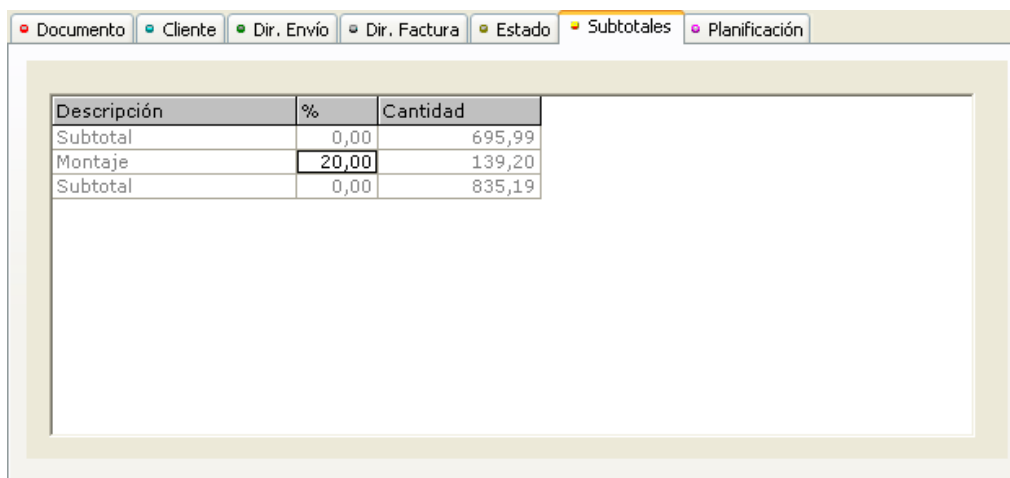 Documento Cliente Dir. Envío Dir. Factura Estado Subtotales Planificación
Descripción % Cantidad
Subtotal 0,00 695,99
Montaje 20,00 139,20
Subtotal 0,00 835,19